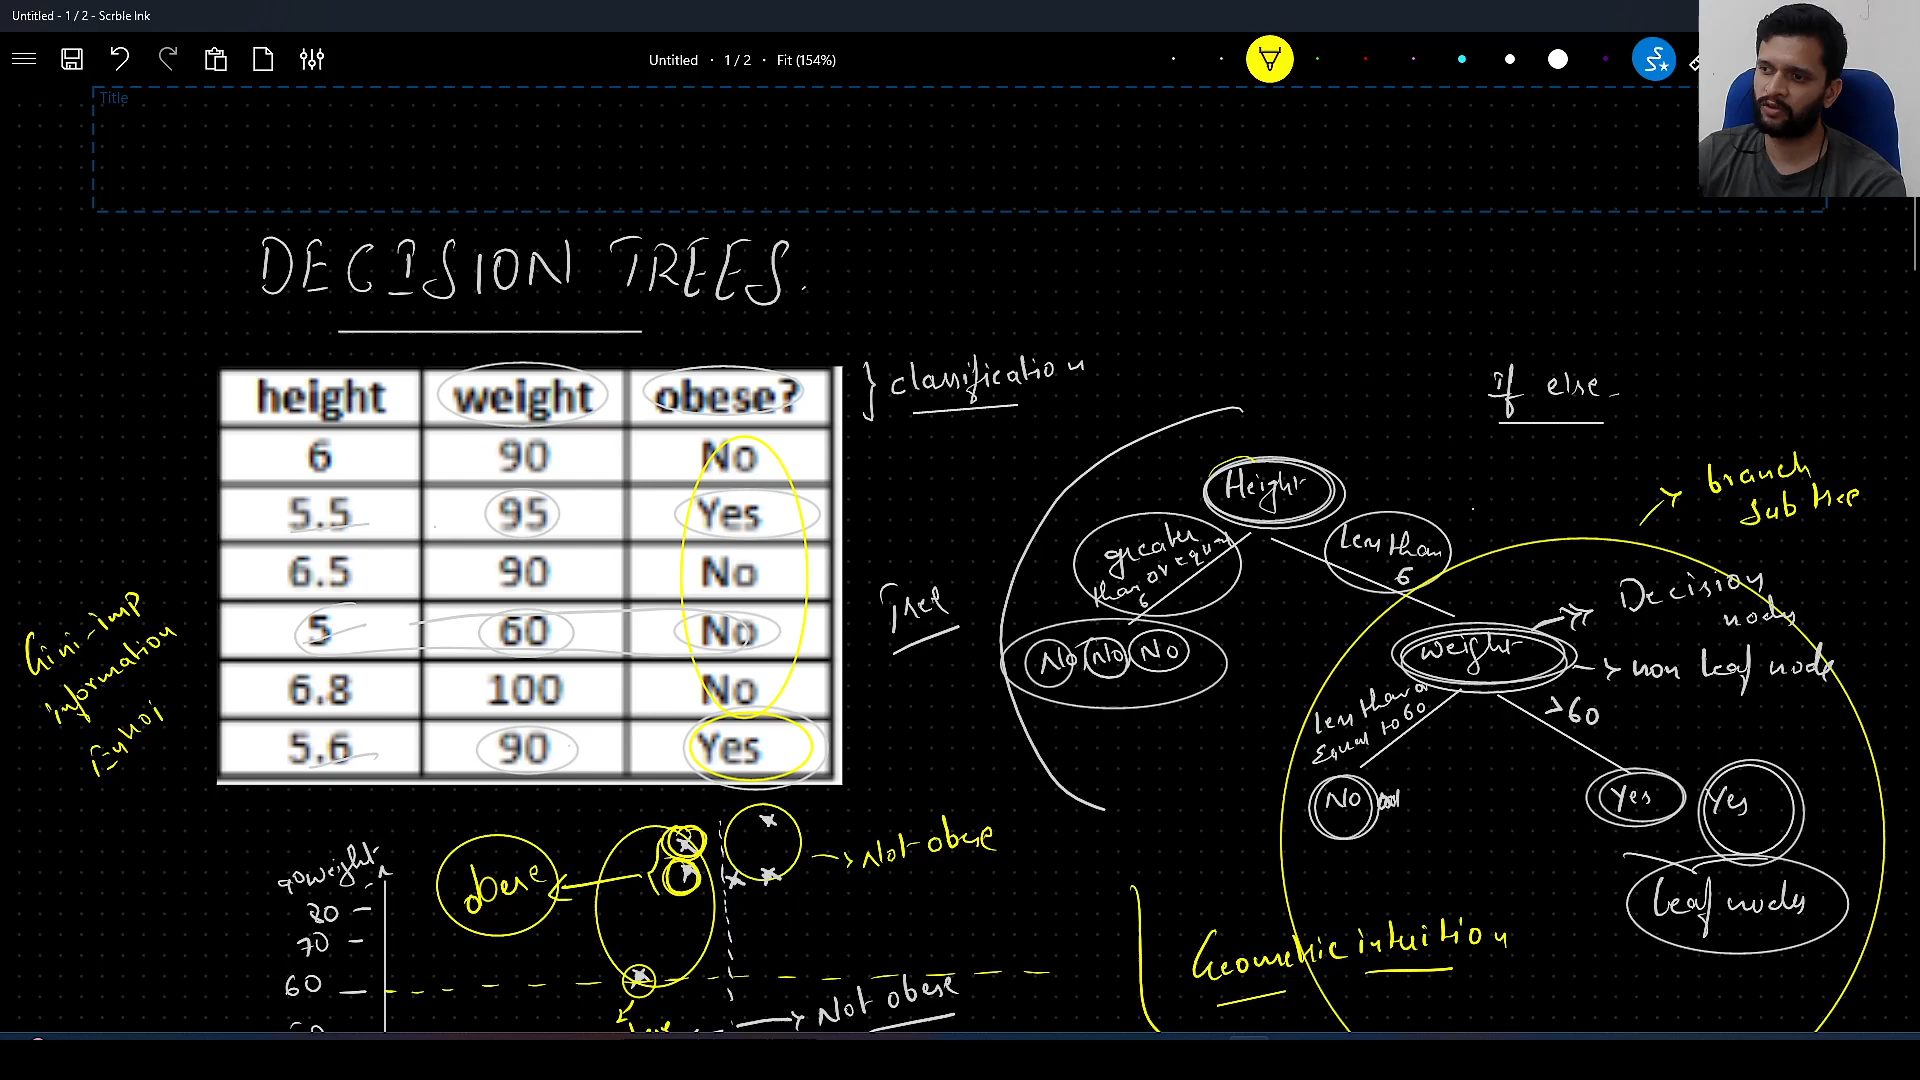 Untitled - 1 / 2 - Scrble Ink
Untitled · 1 / 2 · Fit (154%)
Title
DECISION TREES.
height weight obese?
6 90 No
5.5 95 Yes
6.5 90 No
5 60 No
6.8 100 No
5.6 90 Yes
} classification
If else
Height
greater
than or equal
6
less than
6
Tree
No No No
weight
branch
sub tree
Decision
node
non leaf node
less than or
Equal to 60
>60
No
Yes
Yes
leaf nodes
Gini-imp
information
weight
90
80
70
60
obese
Not obese
Not obese
Geometric intuition